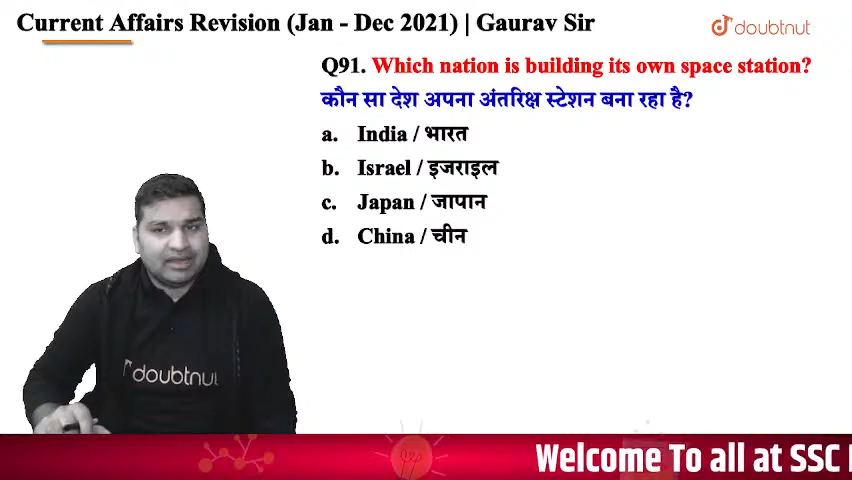 Current Affairs Revision (Jan - Dec 2021) | Gaurav Sir
doubtnut
Q91. Which nation is building its own space station?
कौन सा देश अपना अंतरिक्ष स्टेशन बना रहा है?
a. India / भारत
b. Israel / इजराइल
c. Japan / जापान
d. China / चीन
doubtnut
Welcome To all at SSC